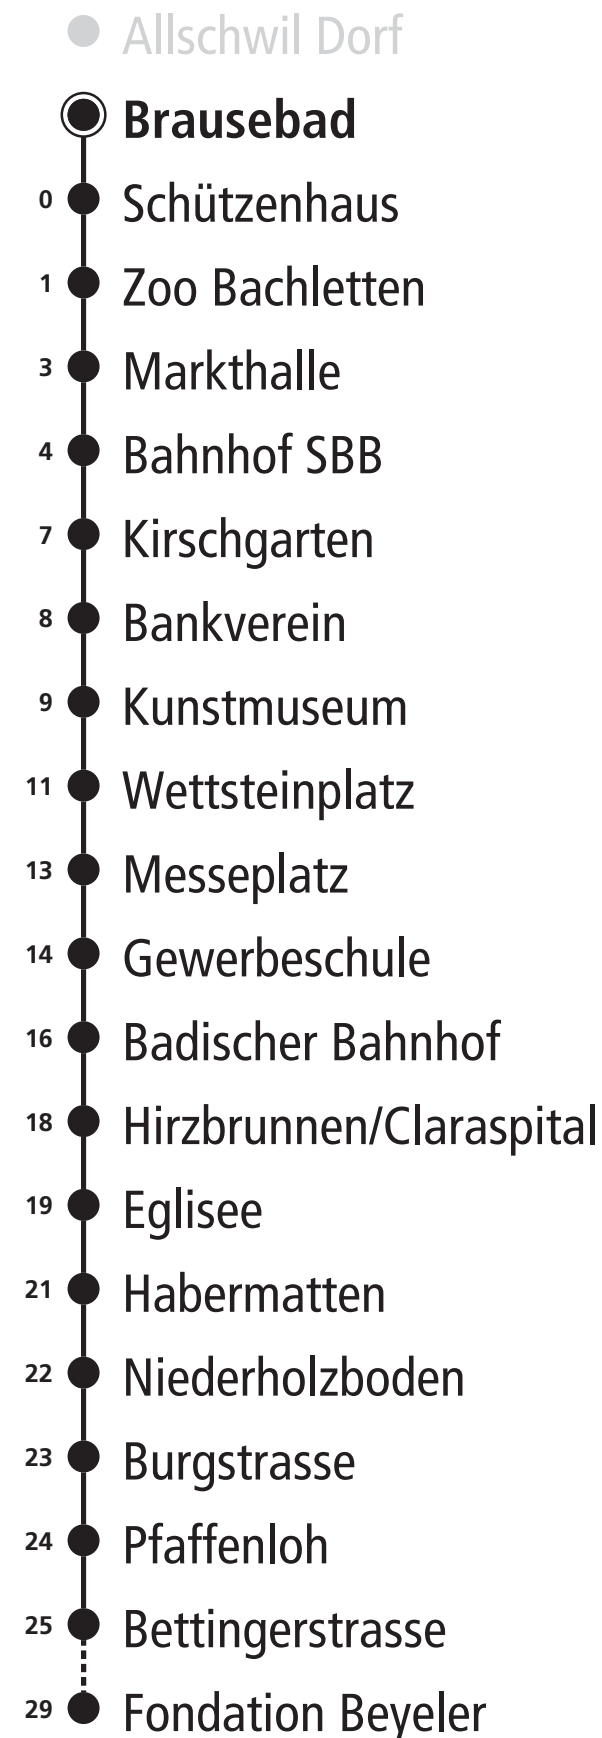 Allschwil Dorf
Brausebad
0 Schützenhaus
1 Zoo Bachletten
3 Markthalle
4 Bahnhof SBB
7 Kirschgarten
8 Bankverein
9 Kunstmuseum
11 Wettsteinplatz
13 Messeplatz
14 Gewerbeschule
16 Badischer Bahnhof
18 Hirzbrunnen/Claraspital
19 Eglisee
21 Habermatten
22 Niederholzboden
23 Burgstrasse
24 Pfaffenloh
25 Bettingerstrasse
29 Fondation Beyeler